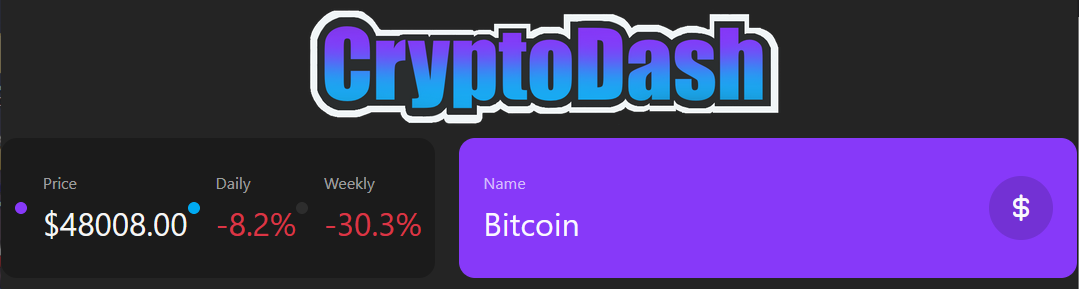 CryptoDash
Price
$48008.00
Daily
-8.2%
Weekly
-30.3%
Name
Bitcoin
$